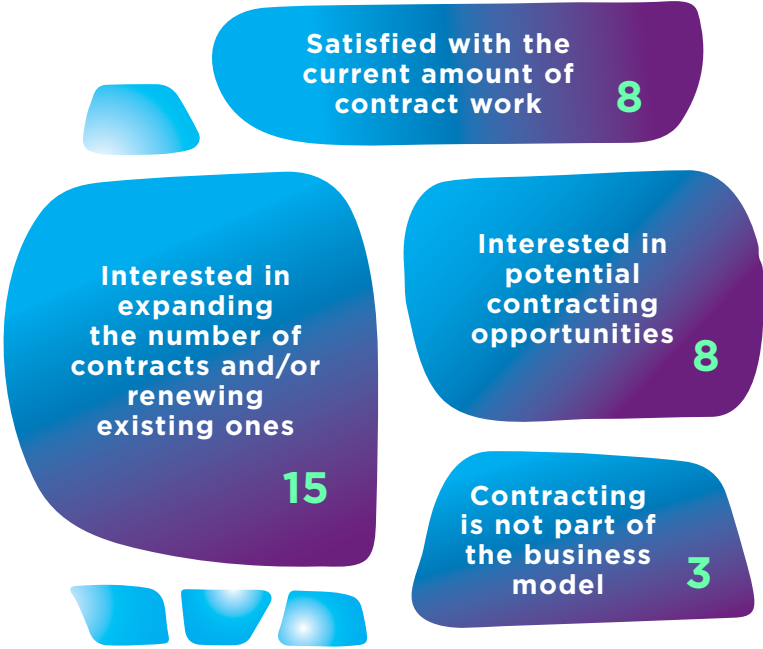 Satisfied with the
current amount of
contract work
8
Interested in
expanding
the number of
contracts and/or
renewing
existing ones
15
Interested in
potential
contracting
opportunities
8
Contracting
is not part of
the business
model
3